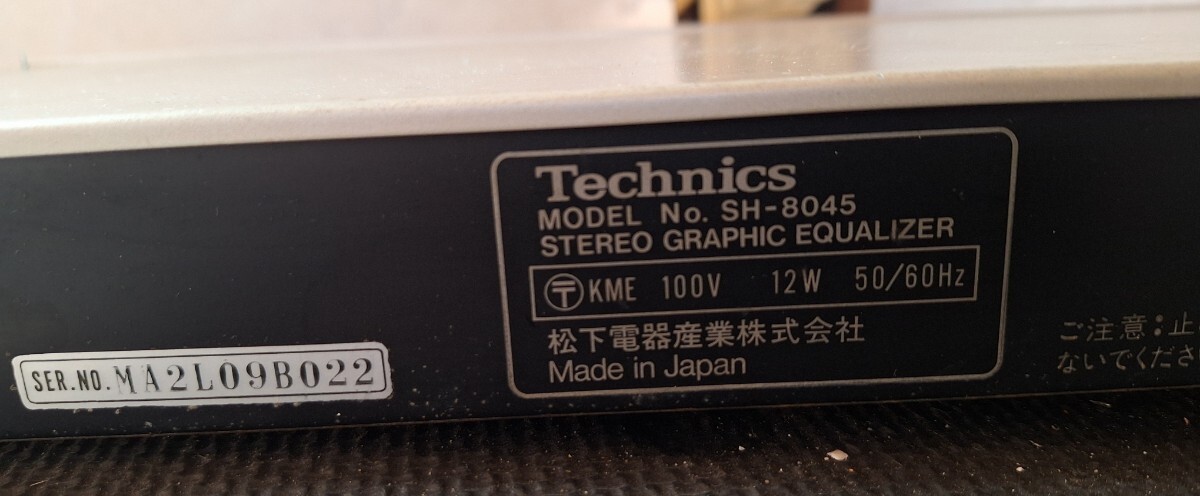 Technics
MODEL No. SH-8045
STEREO GRAPHIC EQUALIZER
〒 KME 100V 12W 50/60Hz
松下電器産業株式会社
Made in Japan
SER.NO. MA2L09B022
ご注意:止
ないでくださ